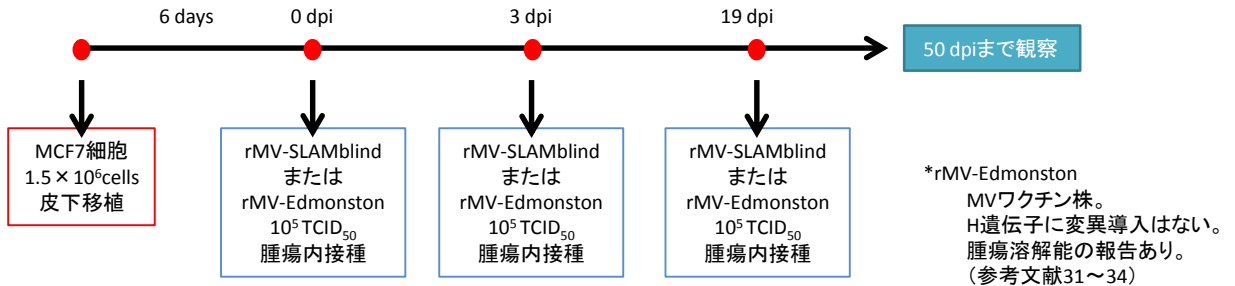 6 days
0 dpi
3 dpi
19 dpi
50 dpiまで観察
MCF7細胞
1.5×10⁶cells
皮下移植
rMV-SLAMblind
または
rMV-Edmonston
10⁵ TCID₅₀
腫瘍内接種
rMV-SLAMblind
または
rMV-Edmonston
10⁵ TCID₅₀
腫瘍内接種
rMV-SLAMblind
または
rMV-Edmonston
10⁵ TCID₅₀
腫瘍内接種
*rMV-Edmonston
MVワクチン株。
H遺伝子に変異導入はない。
腫瘍溶解能の報告あり。
（参考文献31～34）